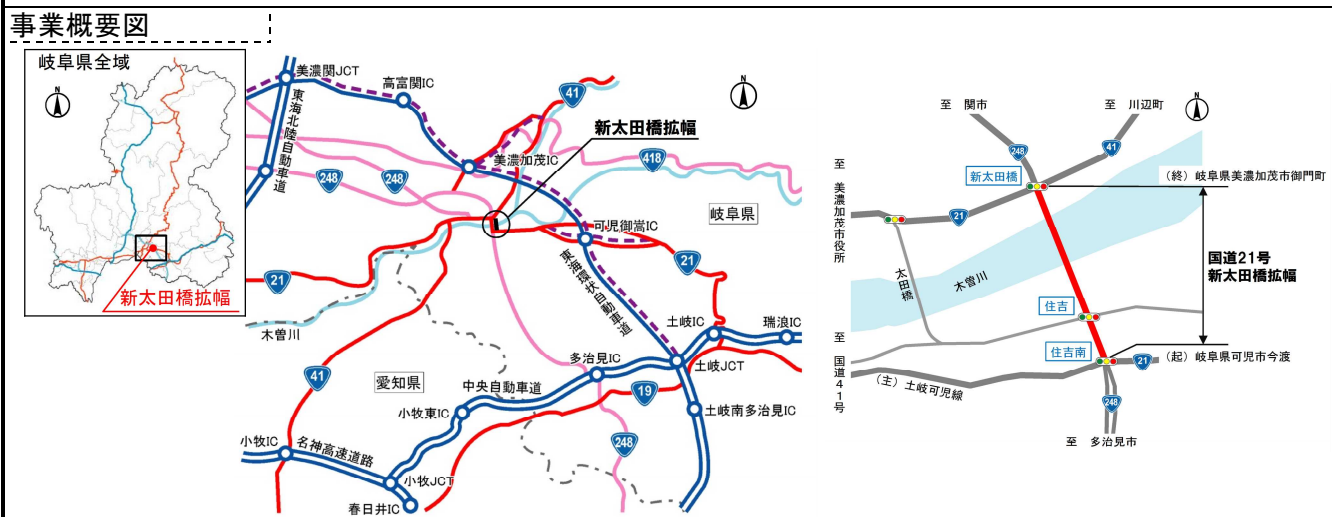 事業概要図
岐阜県全域
N
新太田橋拡幅
美濃関JCT
高富関IC
東海北陸自動車道
41
N
新太田橋拡幅
248
248
美濃加茂IC
418
岐阜県
可児御嵩IC
21
21
東海環状自動車道
木曽川
土岐IC
瑞浪IC
多治見IC
土岐JCT
41
愛知県
中央自動車道
19
小牧東IC
土岐南多治見IC
248
小牧IC
名神高速道路
小牧JCT
春日井IC
至 関市
至 川辺町
N
248
41
至 美濃加茂市役所
新太田橋
(終)岐阜県美濃加茂市御門町
21
太田橋
木曽川
国道21号
新太田橋拡幅
住吉
至 国道41号
住吉南
21
(起)岐阜県可児市今渡
(主)土岐可児線
248
至 多治見市